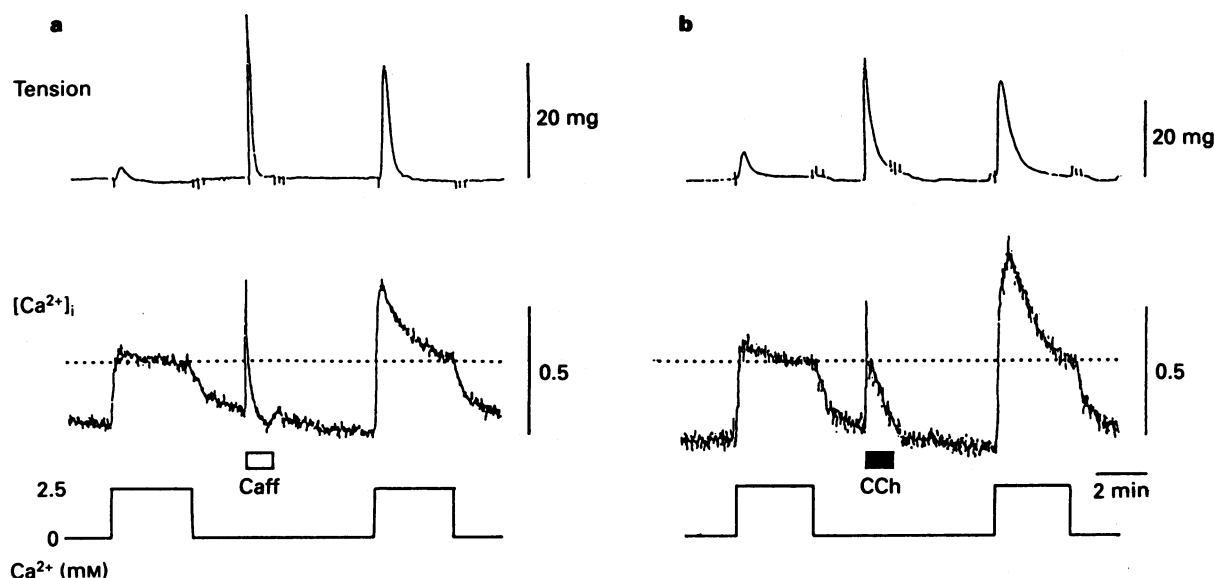 a
b
Tension
20 mg
20 mg
[Ca²⁺]ᵢ
0.5
0.5
Caff
CCh
2 min
2.5
0
Ca²⁺ (mM)